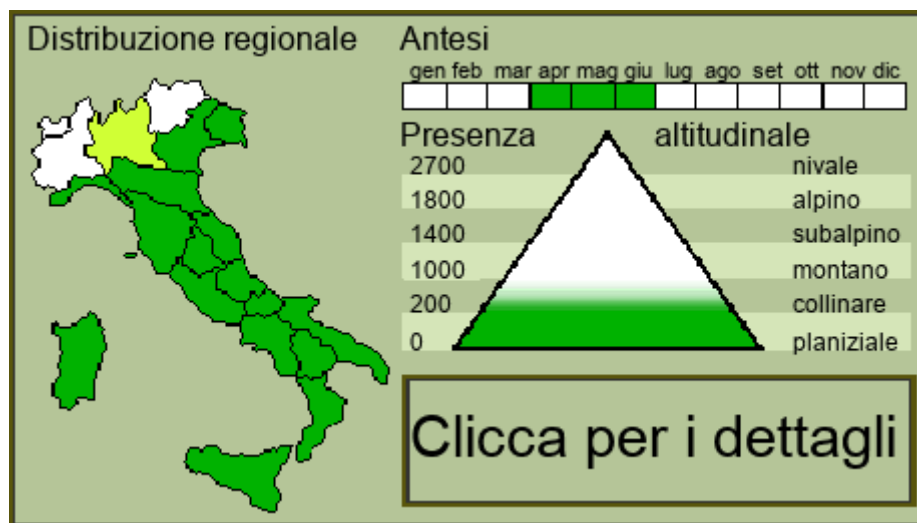 Distribuzione regionale
Antesi
gen feb mar apr mag giu lug ago set ott nov dic
Presenza altitudinale
2700 nivale
1800 alpino
1400 subalpino
1000 montano
200 collinare
0 planiziale
Clicca per i dettagli